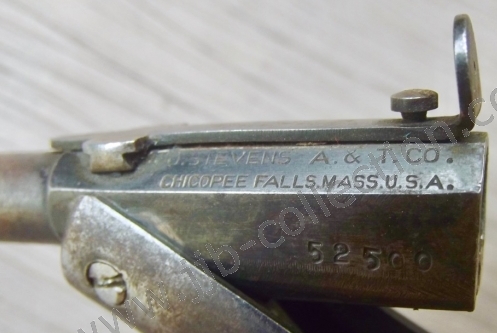 J. STEVENS A. & T. CO.
CHICOPEE FALLS. MASS. U.S.A.
52500